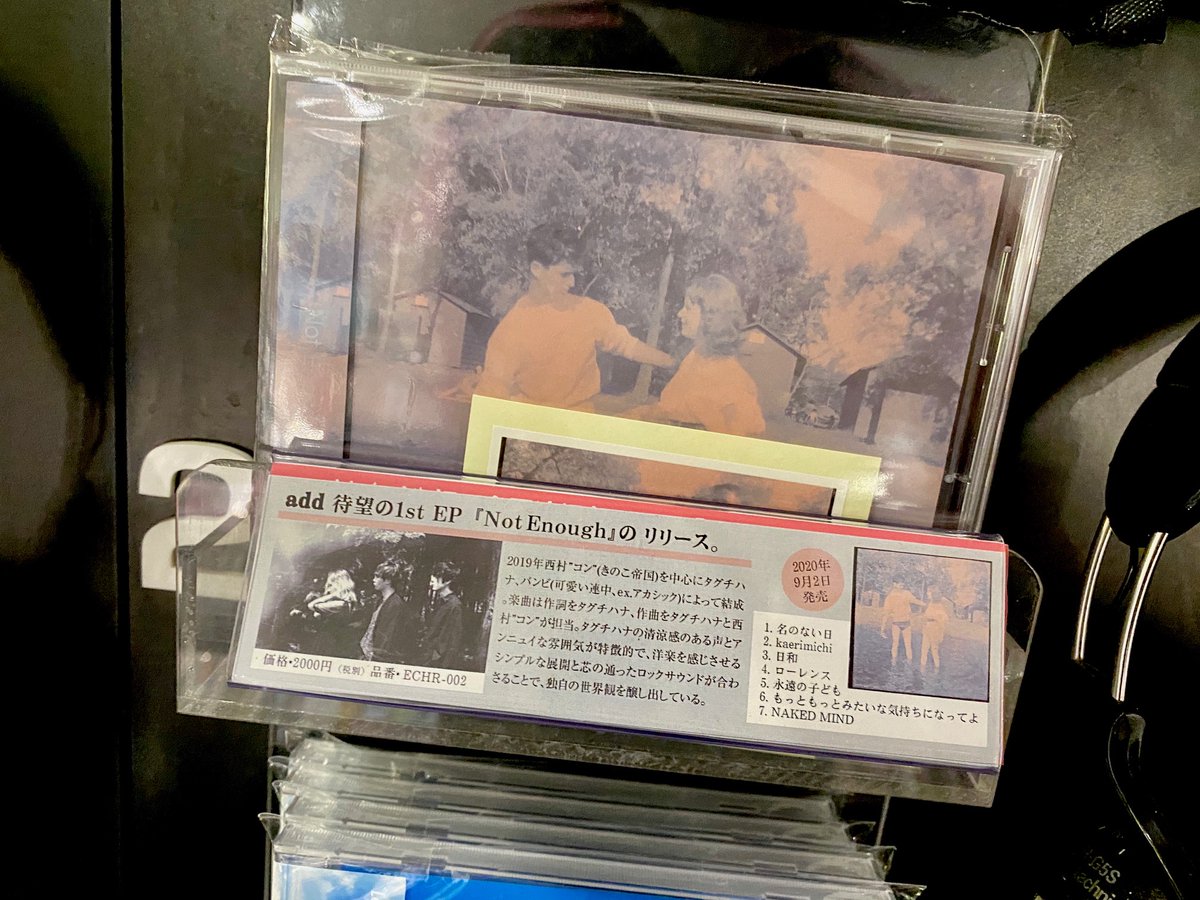 2
add 待望の1st EP 『Not Enough』の リリース。
2019年西村"コン"(きのこ帝国)を中心にタグチハ
ナ、バンビ(可愛い連中、ex.アカシック)によって結成
。楽曲は作詞をタグチハナ、作曲をタグチハナと西
村"コン"が担当。タグチハナの清涼感のある声とア
ンニュイな雰囲気が特徴的で、洋楽を感じさせる
シンプルな展開と芯の通ったロックサウンドが合わ
さることで、独自の世界観を醸し出している。
価格・2000円 (税別) 品番・ECHR-002
2020年
9月2日
発売
1. 名のない日
2. kaerimichi
3. 日和
4. ローレンス
5. 永遠の子ども
6. もっともっとみたいな気持ちになってよ
7. NAKED MIND